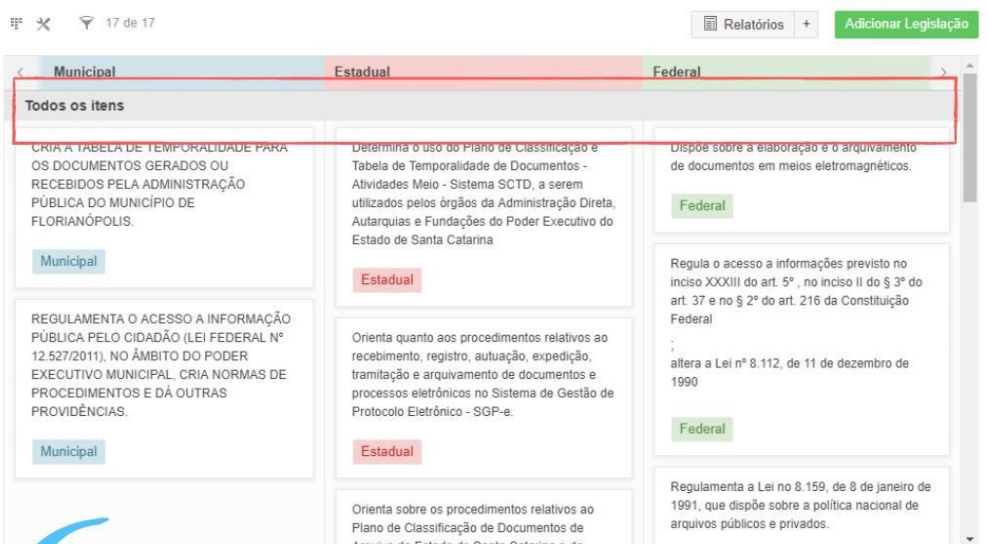 17 de 17
Relatórios +
Adicionar Legislação
Municipal
Estadual
Federal
Todos os itens
CRIA A TABELA DE TEMPORALIDADE PARA
OS DOCUMENTOS GERADOS OU
RECEBIDOS PELA ADMINISTRAÇÃO
PÚBLICA DO MUNICÍPIO DE
FLORIANÓPOLIS.
Municipal
REGULAMENTA O ACESSO A INFORMAÇÃO
PÚBLICA PELO CIDADÃO (LEI FEDERAL Nº
12.527/2011), NO ÂMBITO DO PODER
EXECUTIVO MUNICIPAL, CRIA NORMAS DE
PROCEDIMENTOS E DÁ OUTRAS
PROVIDÊNCIAS.
Municipal
Determina o uso do Plano de Classificação e
Tabela de Temporalidade de Documentos -
Atividades Meio - Sistema SCTD, a serem
utilizados pelos órgãos da Administração Direta,
Autarquias e Fundações do Poder Executivo do
Estado de Santa Catarina
Estadual
Orienta quanto aos procedimentos relativos ao
recebimento, registro, autuação, expedição,
tramitação e arquivamento de documentos e
processos eletrônicos no Sistema de Gestão de
Protocolo Eletrônico - SGP-e.
Estadual
Orienta sobre os procedimentos relativos ao
Plano de Classificação de Documentos de
Arquivo do Estado de Santa Catarina e da
Dispõe sobre a elaboração e o arquivamento
de documentos em meios eletromagnéticos.
Federal
Regula o acesso a informações previsto no
inciso XXXIII do art. 5º , no inciso II do § 3º do
art. 37 e no § 2º do art. 216 da Constituição
Federal
;
altera a Lei nº 8.112, de 11 de dezembro de
1990
Federal
Regulamenta a Lei no 8.159, de 8 de janeiro de
1991, que dispõe sobre a política nacional de
arquivos públicos e privados.